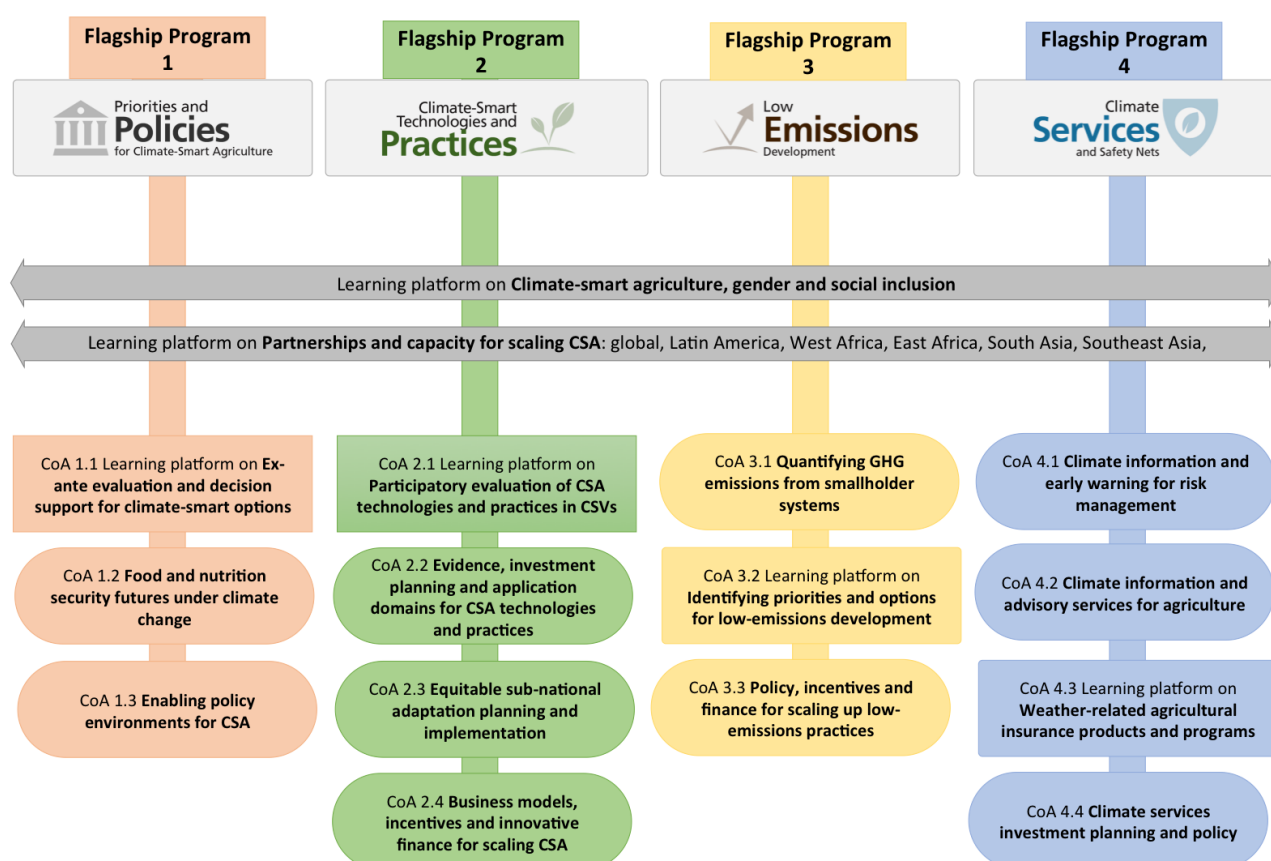 Flagship Program
1
Priorities and
Policies
for Climate-Smart Agriculture
Flagship Program
2
Climate-Smart
Technologies and
Practices
Flagship Program
3
Low
Emissions
Development
Flagship Program
4
Climate
Services
and Safety Nets
Learning platform on Climate-smart agriculture, gender and social inclusion
Learning platform on Partnerships and capacity for scaling CSA: global, Latin America, West Africa, East Africa, South Asia, Southeast Asia,
CoA 1.1 Learning platform on Ex-
ante evaluation and decision
support for climate-smart options
CoA 1.2 Food and nutrition
security futures under climate
change
CoA 1.3 Enabling policy
environments for CSA
CoA 2.1 Learning platform on
Participatory evaluation of CSA
technologies and practices in CSVs
CoA 2.2 Evidence, investment
planning and application
domains for CSA technologies
and practices
CoA 2.3 Equitable sub-national
adaptation planning and
implementation
CoA 2.4 Business models,
incentives and innovative
finance for scaling CSA
CoA 3.1 Quantifying GHG
emissions from smallholder
systems
CoA 3.2 Learning platform on
Identifying priorities and options
for low-emissions development
CoA 3.3 Policy, incentives and
finance for scaling up low-
emissions practices
CoA 4.1 Climate information and
early warning for risk
management
CoA 4.2 Climate information and
advisory services for agriculture
CoA 4.3 Learning platform on
Weather-related agricultural
insurance products and programs
CoA 4.4 Climate services
investment planning and policy